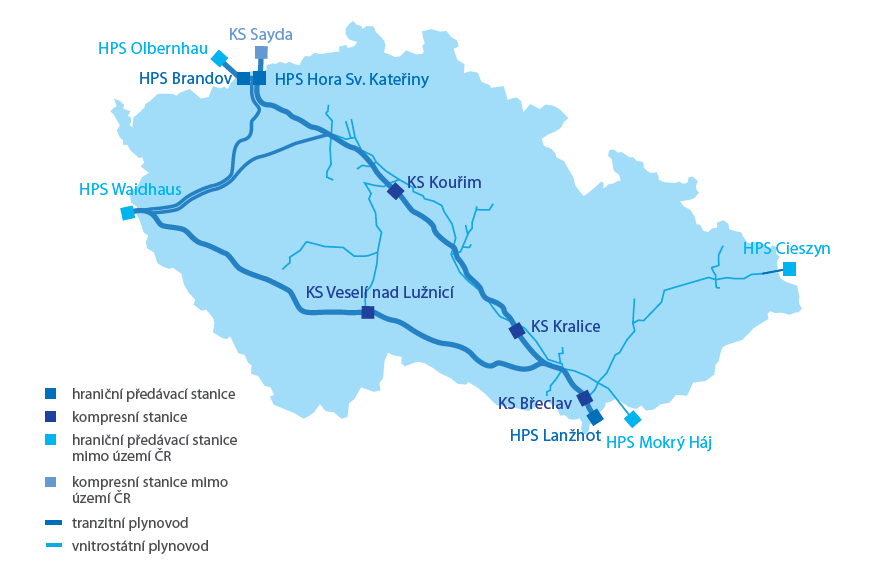 KS Sayda
HPS Olbernhau
HPS Brandov
HPS Hora Sv. Kateřiny
KS Kouřim
HPS Waidhaus
HPS Cieszyn
KS Veselí nad Lužnicí
KS Kralice
KS Břeclav
HPS Lanžhot
HPS Mokrý Háj
hraniční předávací stanice
kompresní stanice
hraniční předávací stanice
mimo území ČR
kompresní stanice mimo
území ČR
tranzitní plynovod
vnitrostátní plynovod